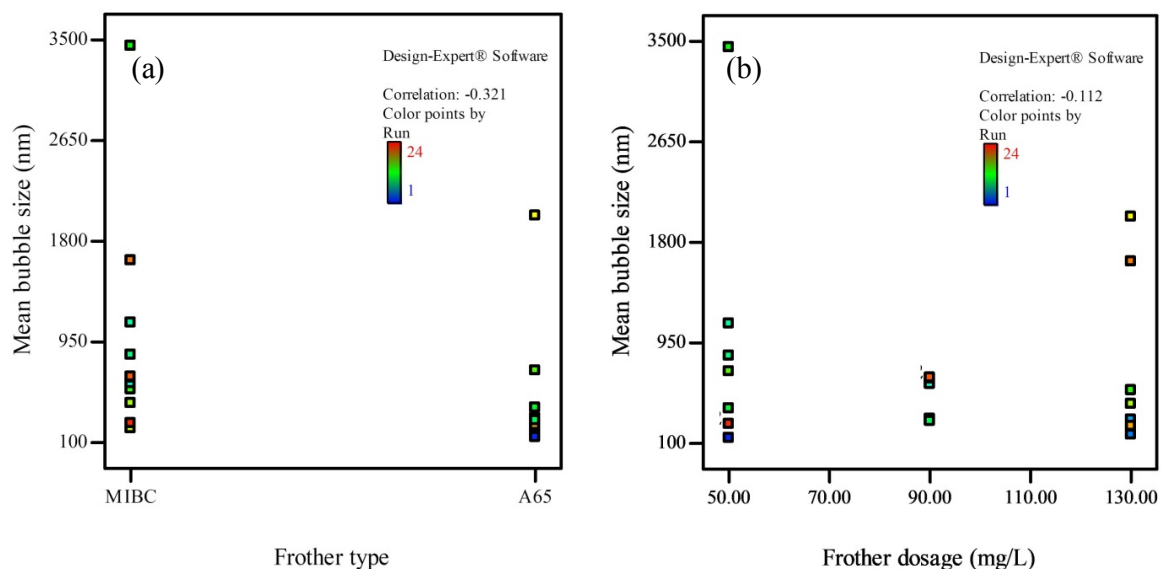 (a)
Design-Expert® Software
Correlation: -0.321
Color points by
Run
24
1
3500
2650
1800
950
100
Mean bubble size (nm)
MIBC
A65
Frother type
(b)
Design-Expert® Software
Correlation: -0.112
Color points by
Run
24
1
3500
2650
1800
950
100
Mean bubble size (nm)
50.00
70.00
90.00
110.00
130.00
Frother dosage (mg/L)